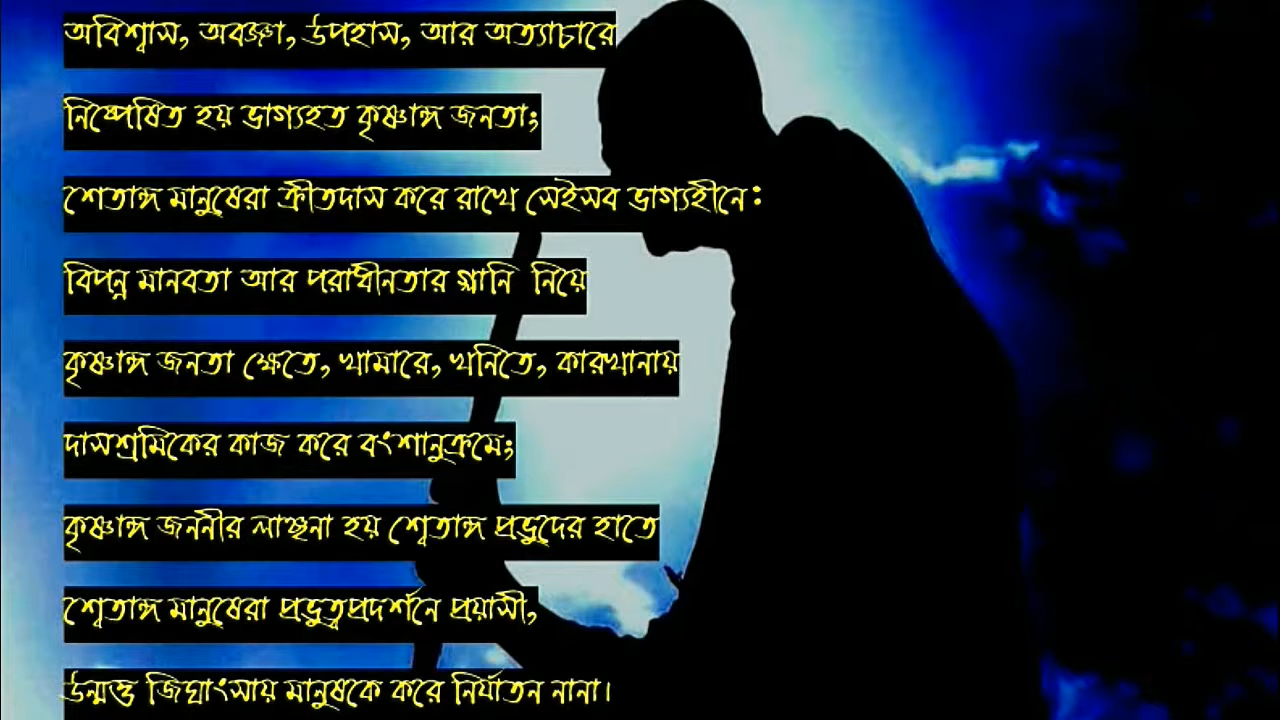 অবিশ্বাস, অবজ্ঞা, উপহাস, আর অত্যাচারে
নিষ্পেষিত হয় ভাগ্যহত কৃষ্ণাঙ্গ জনতা;
শেতাঙ্গ মানুষেরা ক্রীতদাস করে রাখে সেইসব ভাগ্যহীনে:
বিপন্ন মানবতা আর পরাধীনতার গ্লানি নিয়ে
কৃষ্ণাঙ্গ জনতা ক্ষেতে, খামারে, খনিতে, কারখানায়
দাসশ্রমিকের কাজ করে বংশানুক্রমে;
কৃষ্ণাঙ্গ জননীর লাঞ্ছনা হয় শ্বেতাঙ্গ প্রভুদের হাতে
শ্বেতাঙ্গ মানুষেরা প্রভুত্বপ্রদর্শনে প্রয়াসী,
উন্মত্ত জিঘাংসায় মানুষকে করে নির্যাতন নানা।